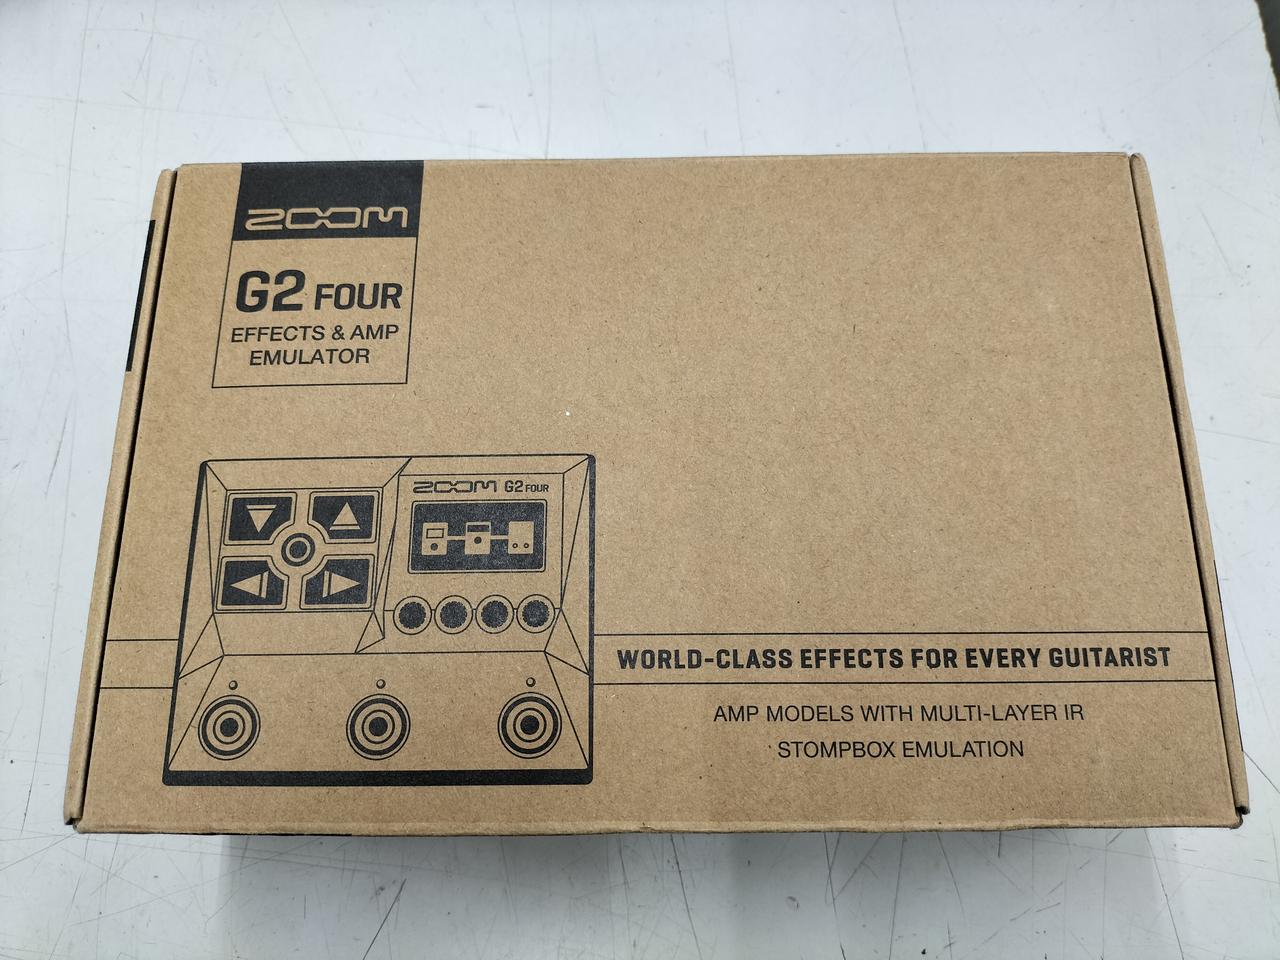 ZOOM
G2 FOUR
EFFECTS & AMP
EMULATOR
ZOOM G2 FOUR
WORLD-CLASS EFFECTS FOR EVERY GUITARIST
AMP MODELS WITH MULTI-LAYER IR
STOMPBOX EMULATION